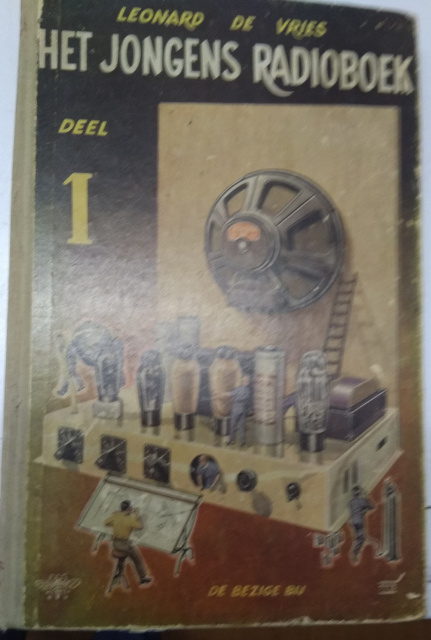 LEONARD DE VRIES
HET JONGENS RADIOBOEK
DEEL
1
DE BEZIGE BIJ